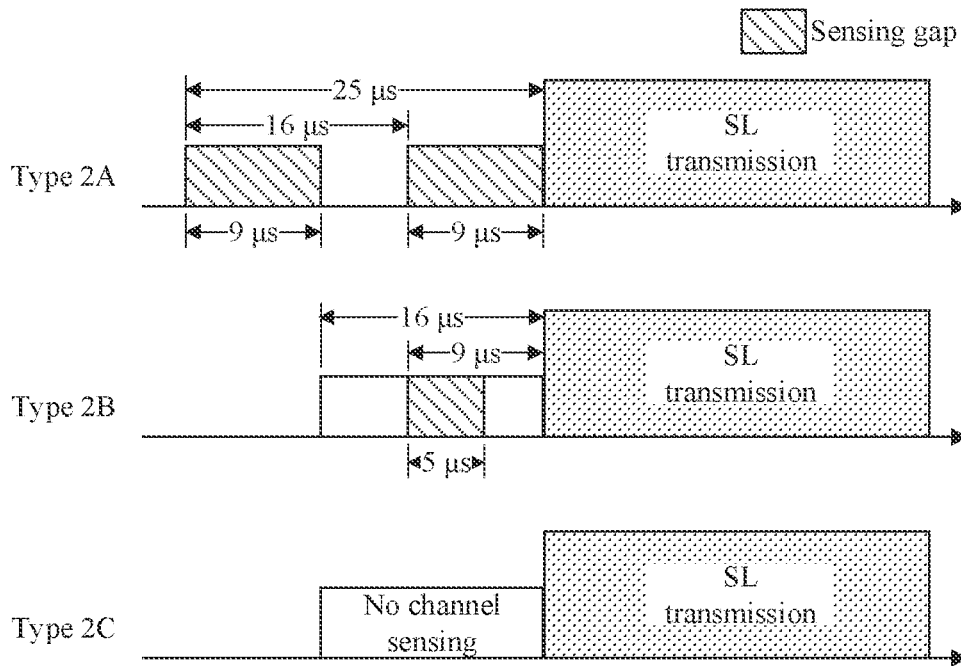 Sensing gap
25 μs
16 μs
SL
transmission
Type 2A
9 μs
9 μs
16 μs
9 μs
SL
transmission
Type 2B
5 μs
SL
transmission
No channel
sensing
Type 2C